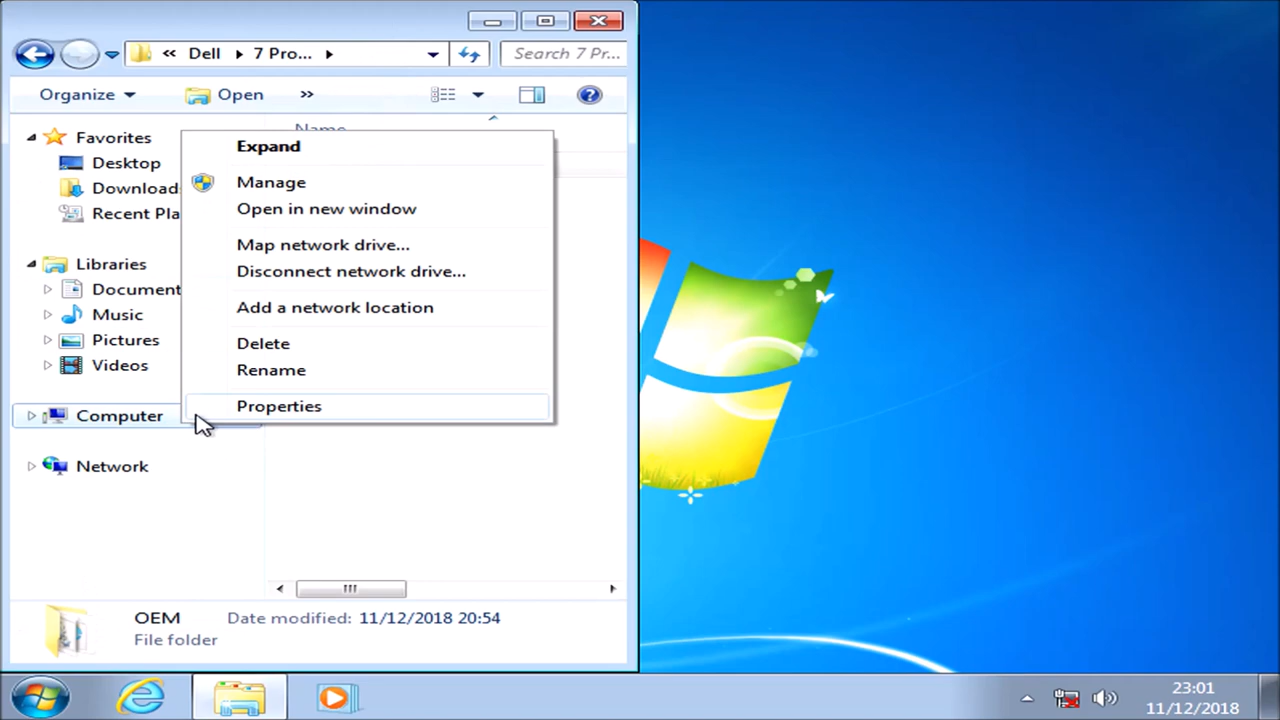 « Dell 7 Pro... Search 7 Pr...
Organize Open »
Name
Favorites
Desktop
Download
Recent Pla
Libraries
Document
Music
Pictures
Videos
Computer
Network
Expand
Manage
Open in new window
Map network drive...
Disconnect network drive...
Add a network location
Delete
Rename
Properties
OEM Date modified: 11/12/2018 20:54
File folder
23:01
11/12/2018